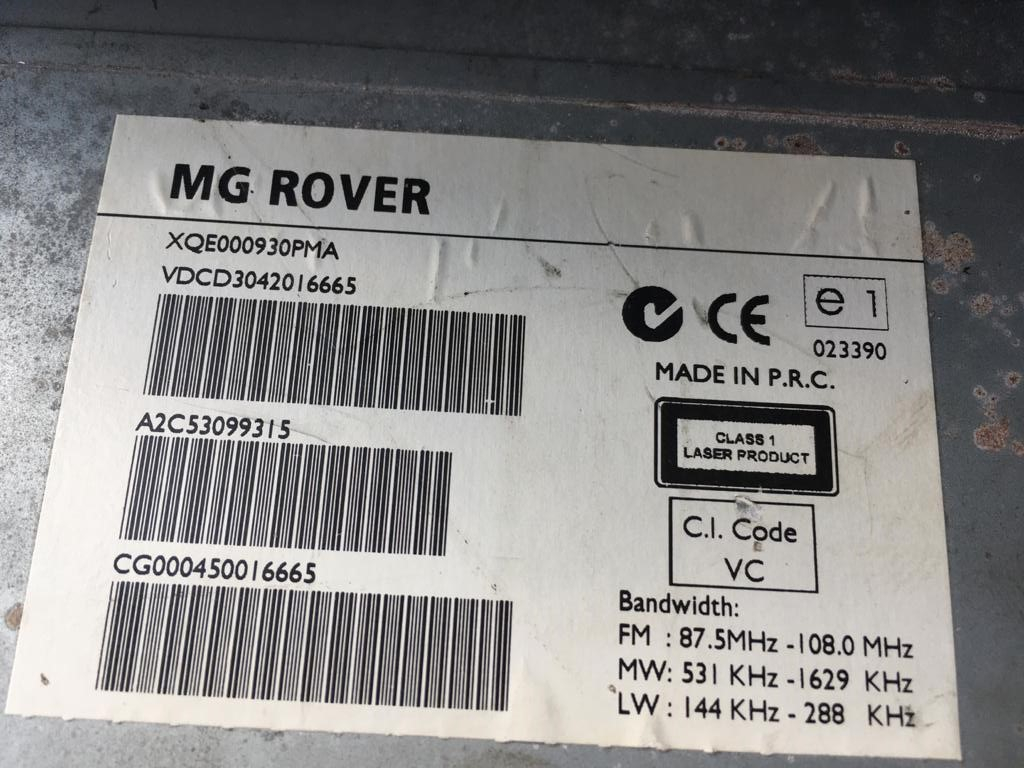 MG ROVER
XQE000930PMA
VDCD3042016665
A2C53099315
CG000450016665
CE
e 1
023390
MADE IN P.R.C.
CLASS 1
LASER PRODUCT
C.I. Code
VC
Bandwidth:
FM : 87.5MHz -108.0 MHz
MW: 531 KHz -1629 KHz
LW : 144 KHz - 288 KHz